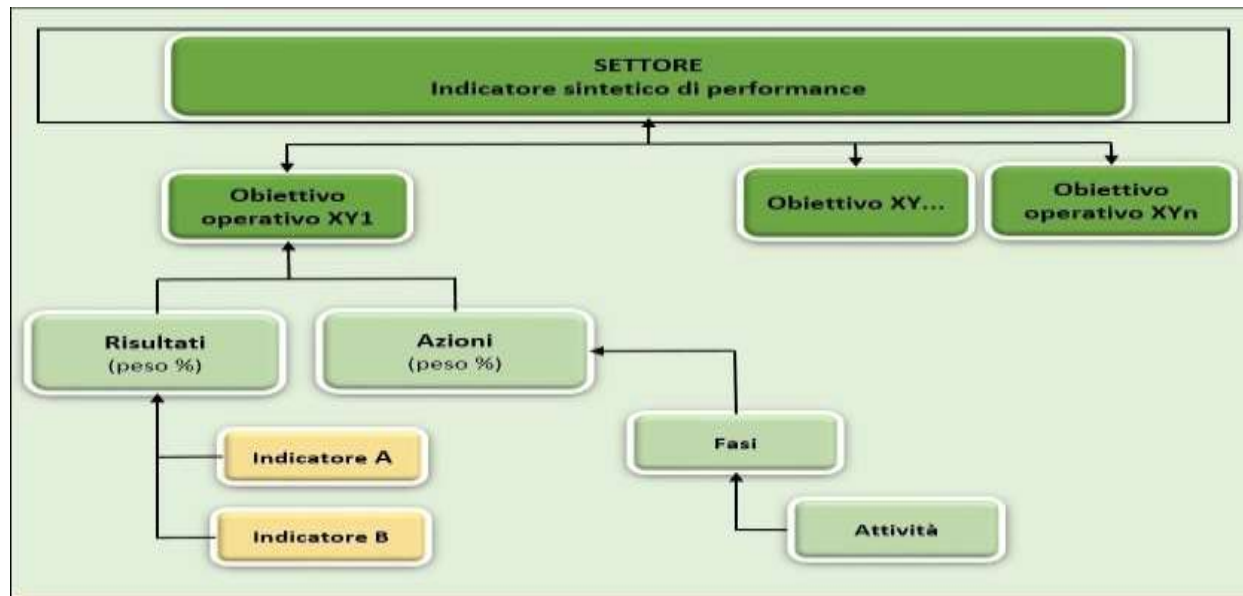 SETTORE
Indicatore sintetico di performance
Obiettivo
operativo XY1
Obiettivo XY...
Obiettivo
operativo XYn
Risultati
(peso %)
Azioni
(peso %)
Indicatore A
Fasi
Indicatore B
Attività